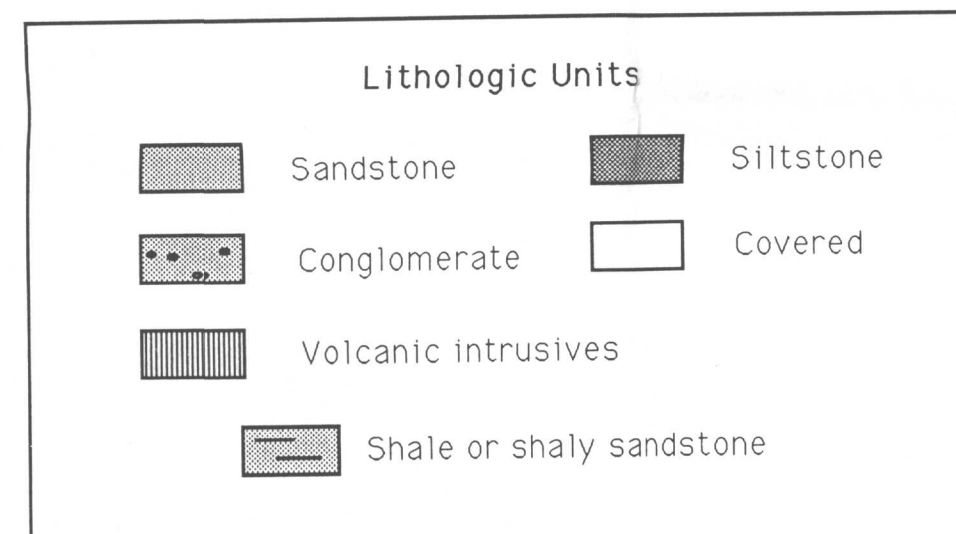 Lithologic Units
Sandstone
Siltstone
Conglomerate
Covered
Volcanic intrusives
Shale or shaly sandstone